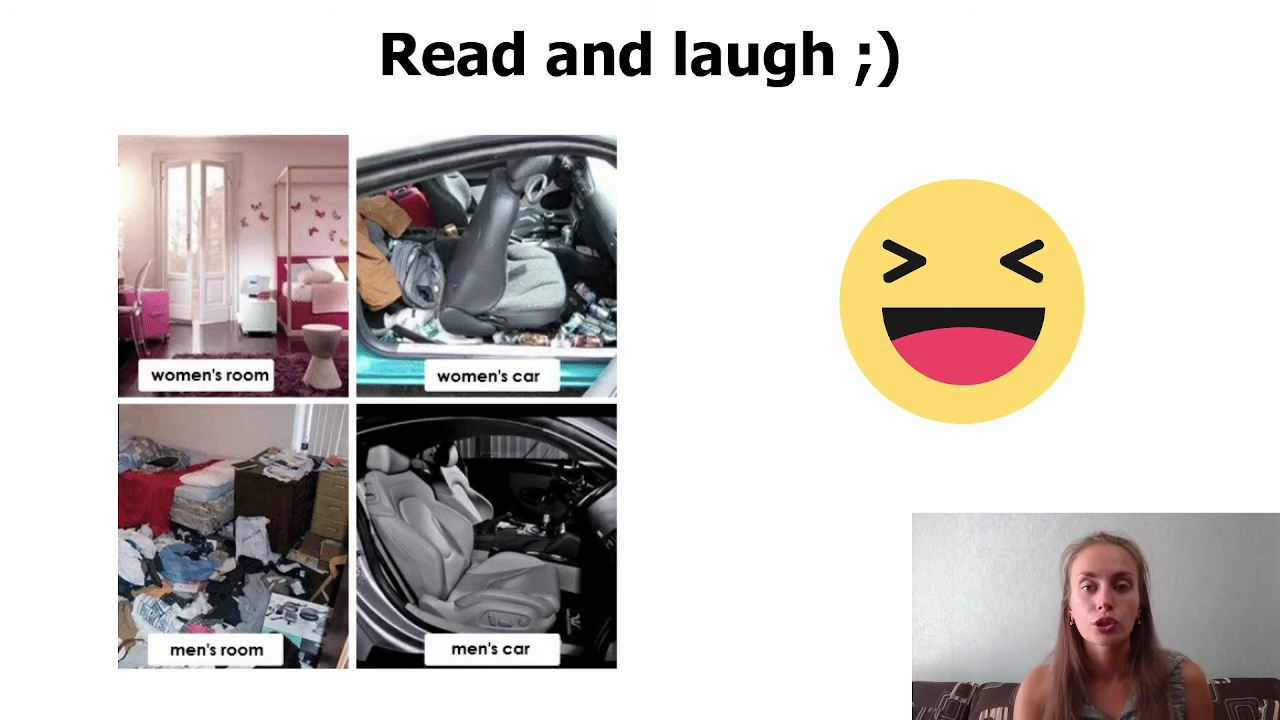 Read and laugh ;)
women's room
women's car
men's room
men's car